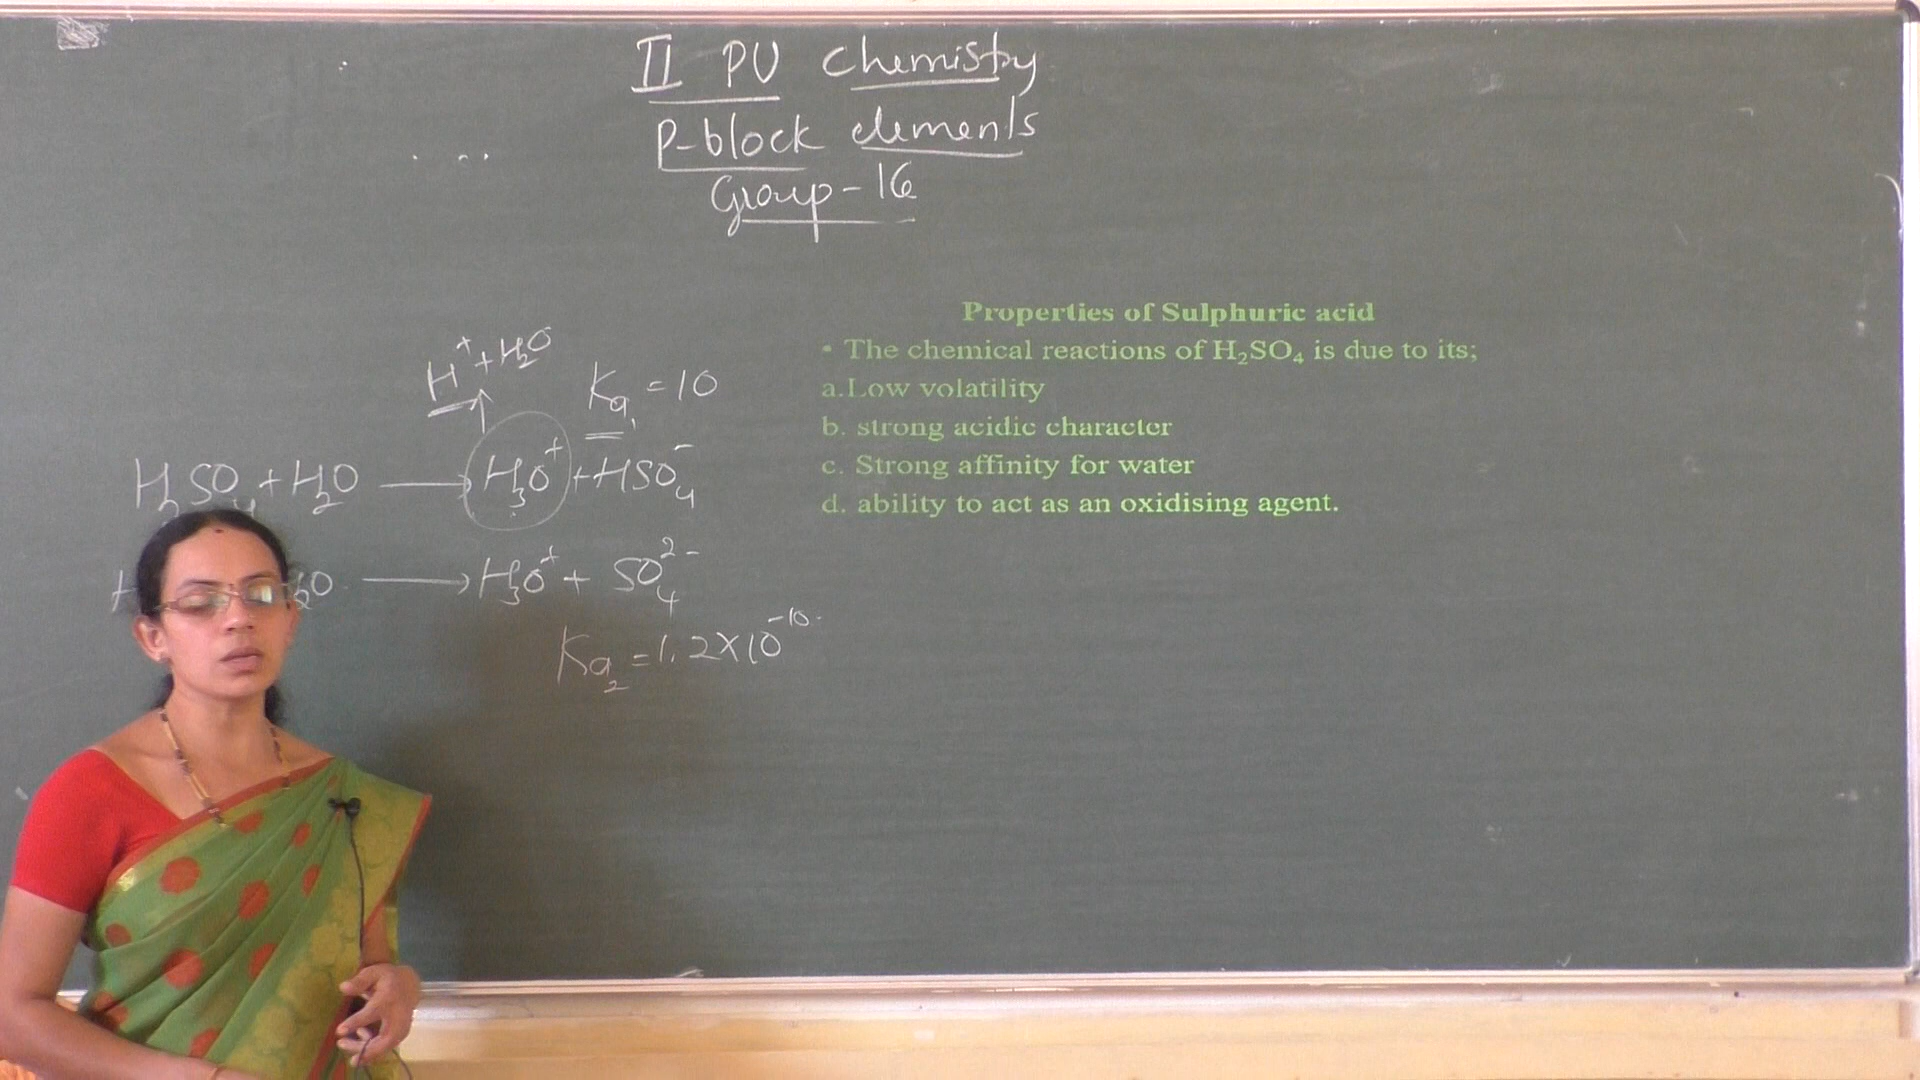 II PU Chemistry
P-block elements
Group-16
H⁺ + H₂O
Ka₁ = 10
H₂SO₄ + H₂O ⟶ H₃O⁺ + HSO₄⁻
H₂O ⟶ H₃O⁺ + SO₄²⁻
Ka₂ = 1.2×10⁻¹⁰
Properties of Sulphuric acid
• The chemical reactions of H₂SO₄ is due to its;
a.Low volatility
b. strong acidic character
c. Strong affinity for water
d. ability to act as an oxidising agent.